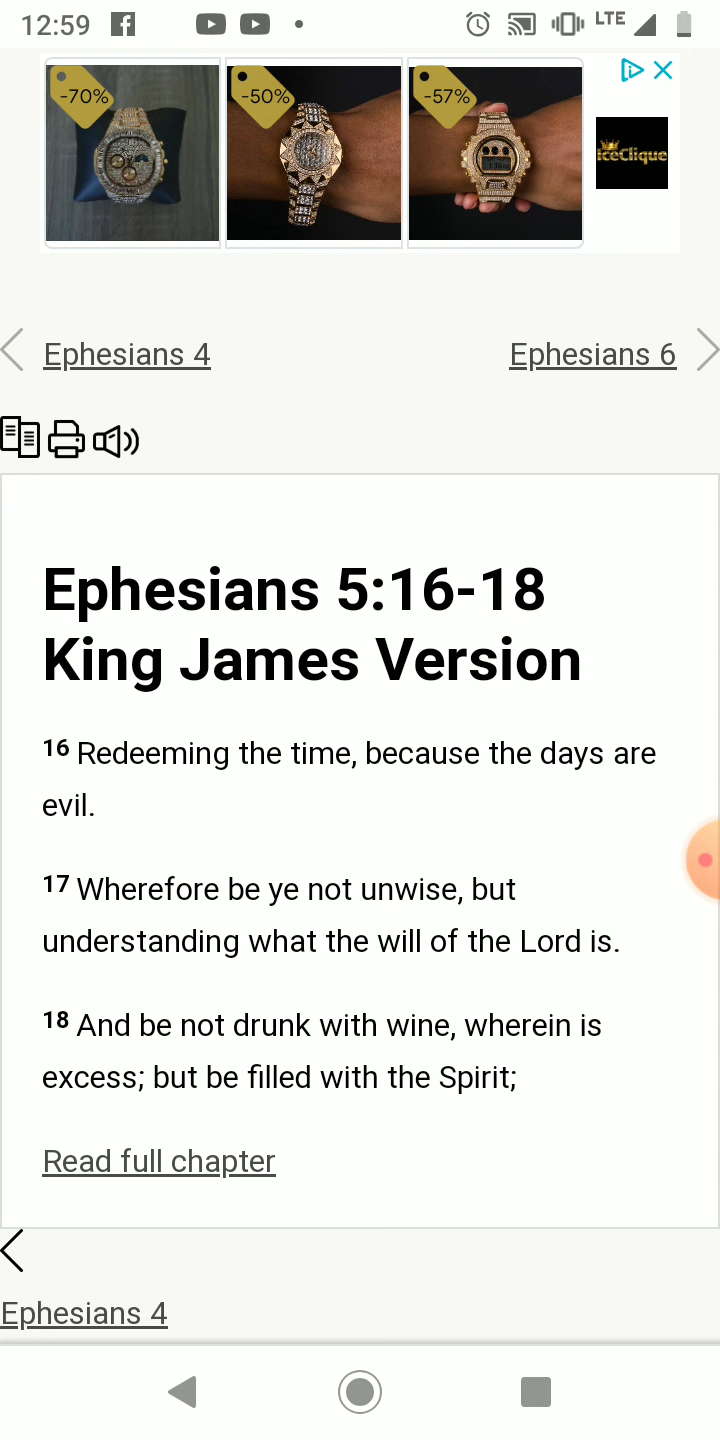 12:59 LTE
-70% -50% -57%
iceClique
Ephesians 4 Ephesians 6
Ephesians 5:16-18
King James Version
16 Redeeming the time, because the days are
evil.
17 Wherefore be ye not unwise, but
understanding what the will of the Lord is.
18 And be not drunk with wine, wherein is
excess; but be filled with the Spirit;
Read full chapter
Ephesians 4